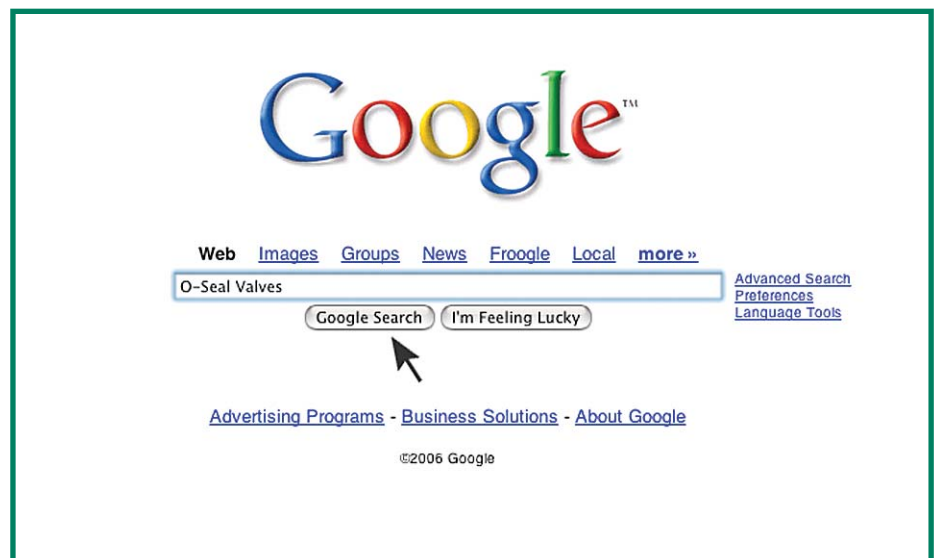 Google™
Web Images Groups News Froogle Local more »
O-Seal Valves
Advanced Search
Preferences
Language Tools
Google Search I'm Feeling Lucky
Advertising Programs - Business Solutions - About Google
©2006 Google